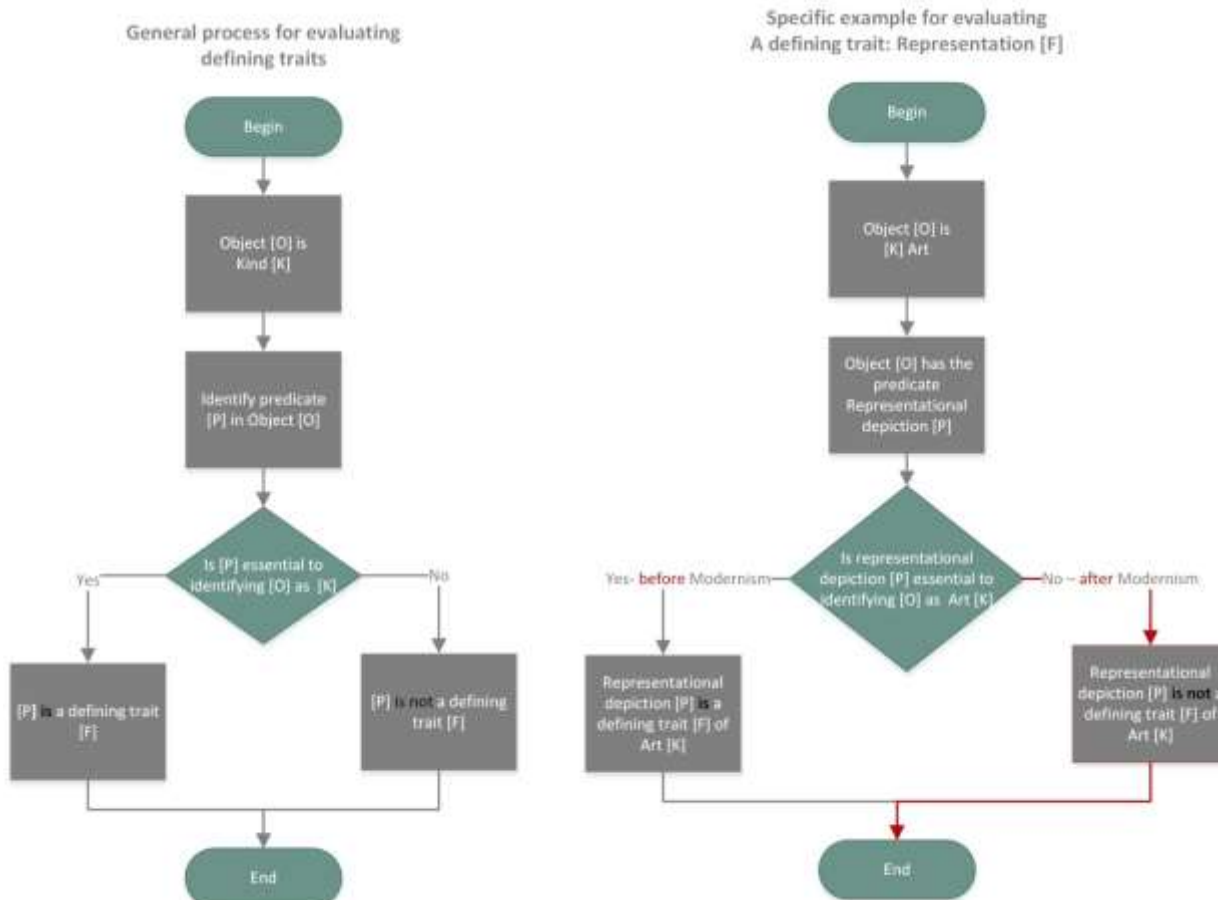 General process for evaluating
defining traits
Begin
Object [O] is
Kind [K]
Identify predicate
[P] in Object [O]
Is [P] essential to
identifying [O] as [K]
Yes
No
[P] is a defining trait
[F]
[P] is not a defining
trait [F]
End
Specific example for evaluating
A defining trait: Representation [F]
Begin
Object [O] is
[K] Art
Object [O] has the
predicate
Representational
depiction [P]
Is representational
depiction [P] essential to
identifying [O] as Art [K]
Yes- before Modernism
No – after Modernism
Representational
depiction [P] is a
defining trait [F] of
Art [K]
Representational
depiction [P] is not a
defining trait [F] of
Art [K]
End